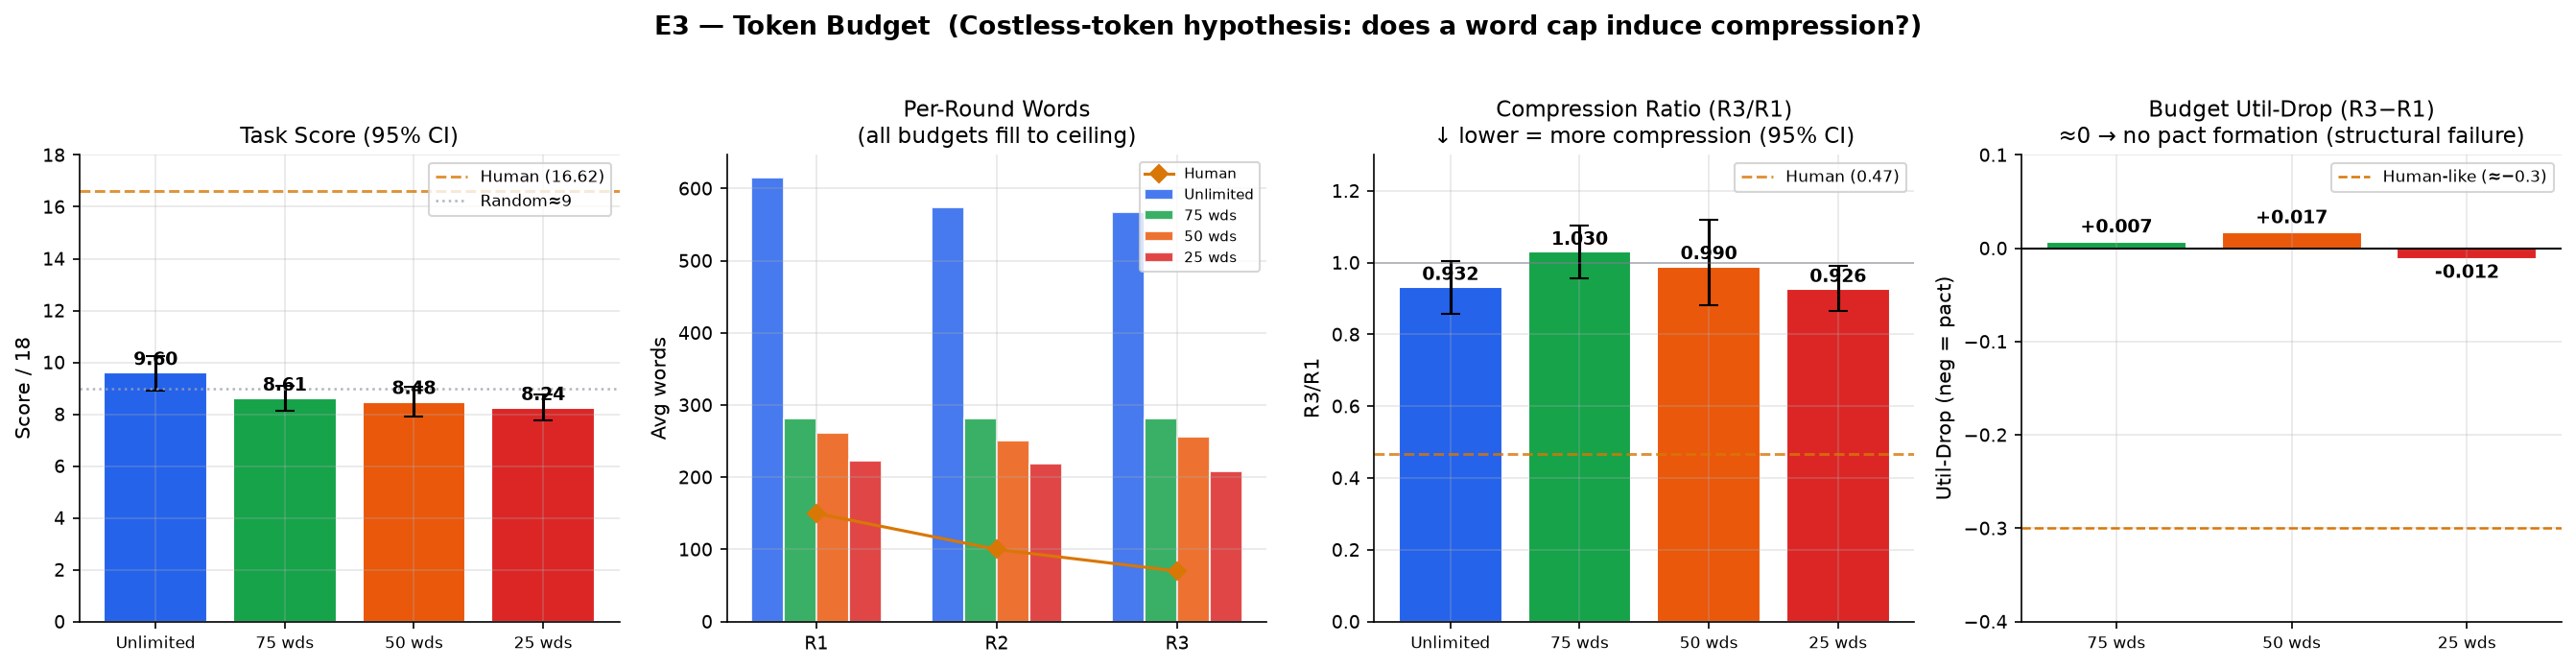 E3 — Token Budget  (Costless-token hypothesis: does a word cap induce compression?)
Task Score (95% CI)
Score / 18
18
16
14
12
10
8
6
4
2
0
Human (16.62)
Random≈9
9.60
8.61
8.48
8.24
Unlimited
75 wds
50 wds
25 wds
Per-Round Words
(all budgets fill to ceiling)
Avg words
600
500
400
300
200
100
0
Human
Unlimited
75 wds
50 wds
25 wds
R1
R2
R3
Compression Ratio (R3/R1)
↓ lower = more compression (95% CI)
R3/R1
1.2
1.0
0.8
0.6
0.4
0.2
0.0
Human (0.47)
0.932
1.030
0.990
0.926
Unlimited
75 wds
50 wds
25 wds
Budget Util-Drop (R3−R1)
≈0 → no pact formation (structural failure)
Util-Drop (neg = pact)
0.1
0.0
−0.1
−0.2
−0.3
−0.4
Human-like (≈−0.3)
+0.007
+0.017
-0.012
75 wds
50 wds
25 wds